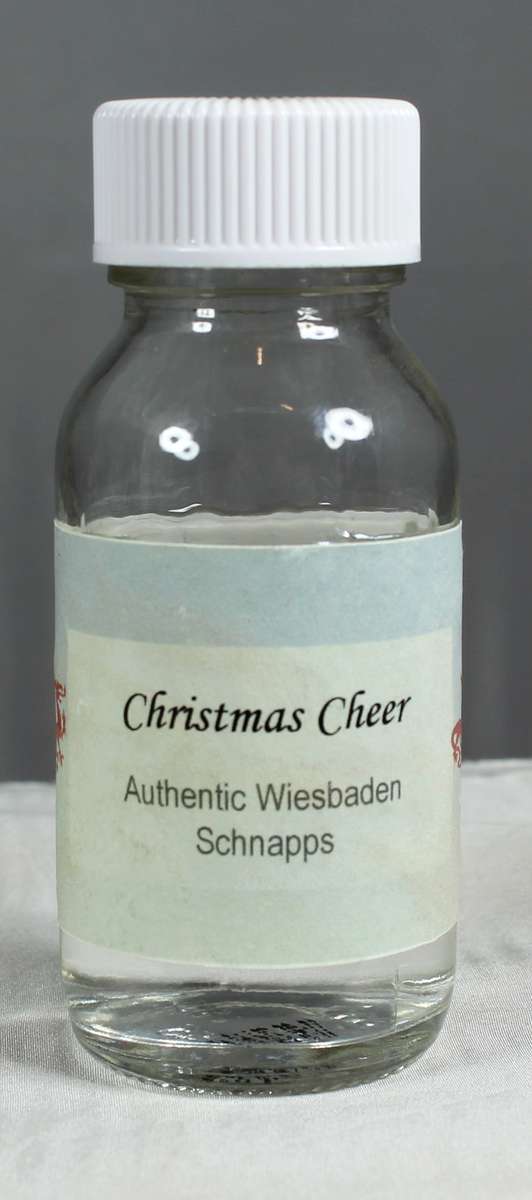 Christmas Cheer
Authentic Wiesbaden
Schnapps